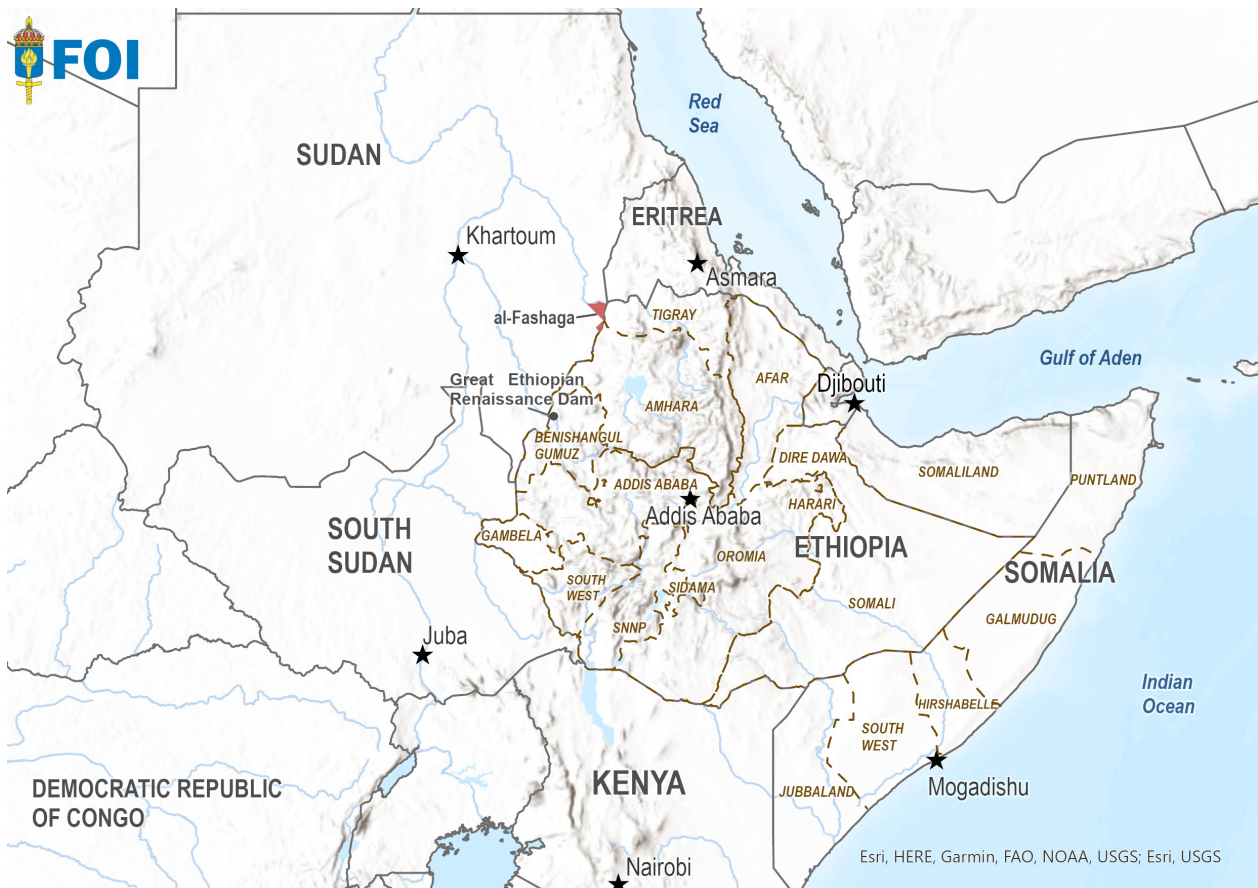 FOI
Red
Sea
SUDAN
ERITREA
Khartoum
Asmara
al-Fashaga
TIGRAY
Gulf of Aden
Great Ethiopian
Renaissance Dam
AFAR
Djibouti
AMHARA
BENISHANGUL
GUMUZ
DIRE DAWA
SOMALILAND
PUNTLAND
ADDIS ABABA
Addis Ababa
HARARI
SOUTH
SUDAN
GAMBELA
ETHIOPIA
OROMIA
SOMALIA
SOUTH
WEST
SIDAMA
SOMALI
GALMUDUG
SNNP
Juba
Indian
Ocean
HIRSHABELLE
SOUTH
WEST
DEMOCRATIC REPUBLIC
OF CONGO
KENYA
JUBBALAND
Mogadishu
Nairobi
Esri, HERE, Garmin, FAO, NOAA, USGS; Esri, USGS